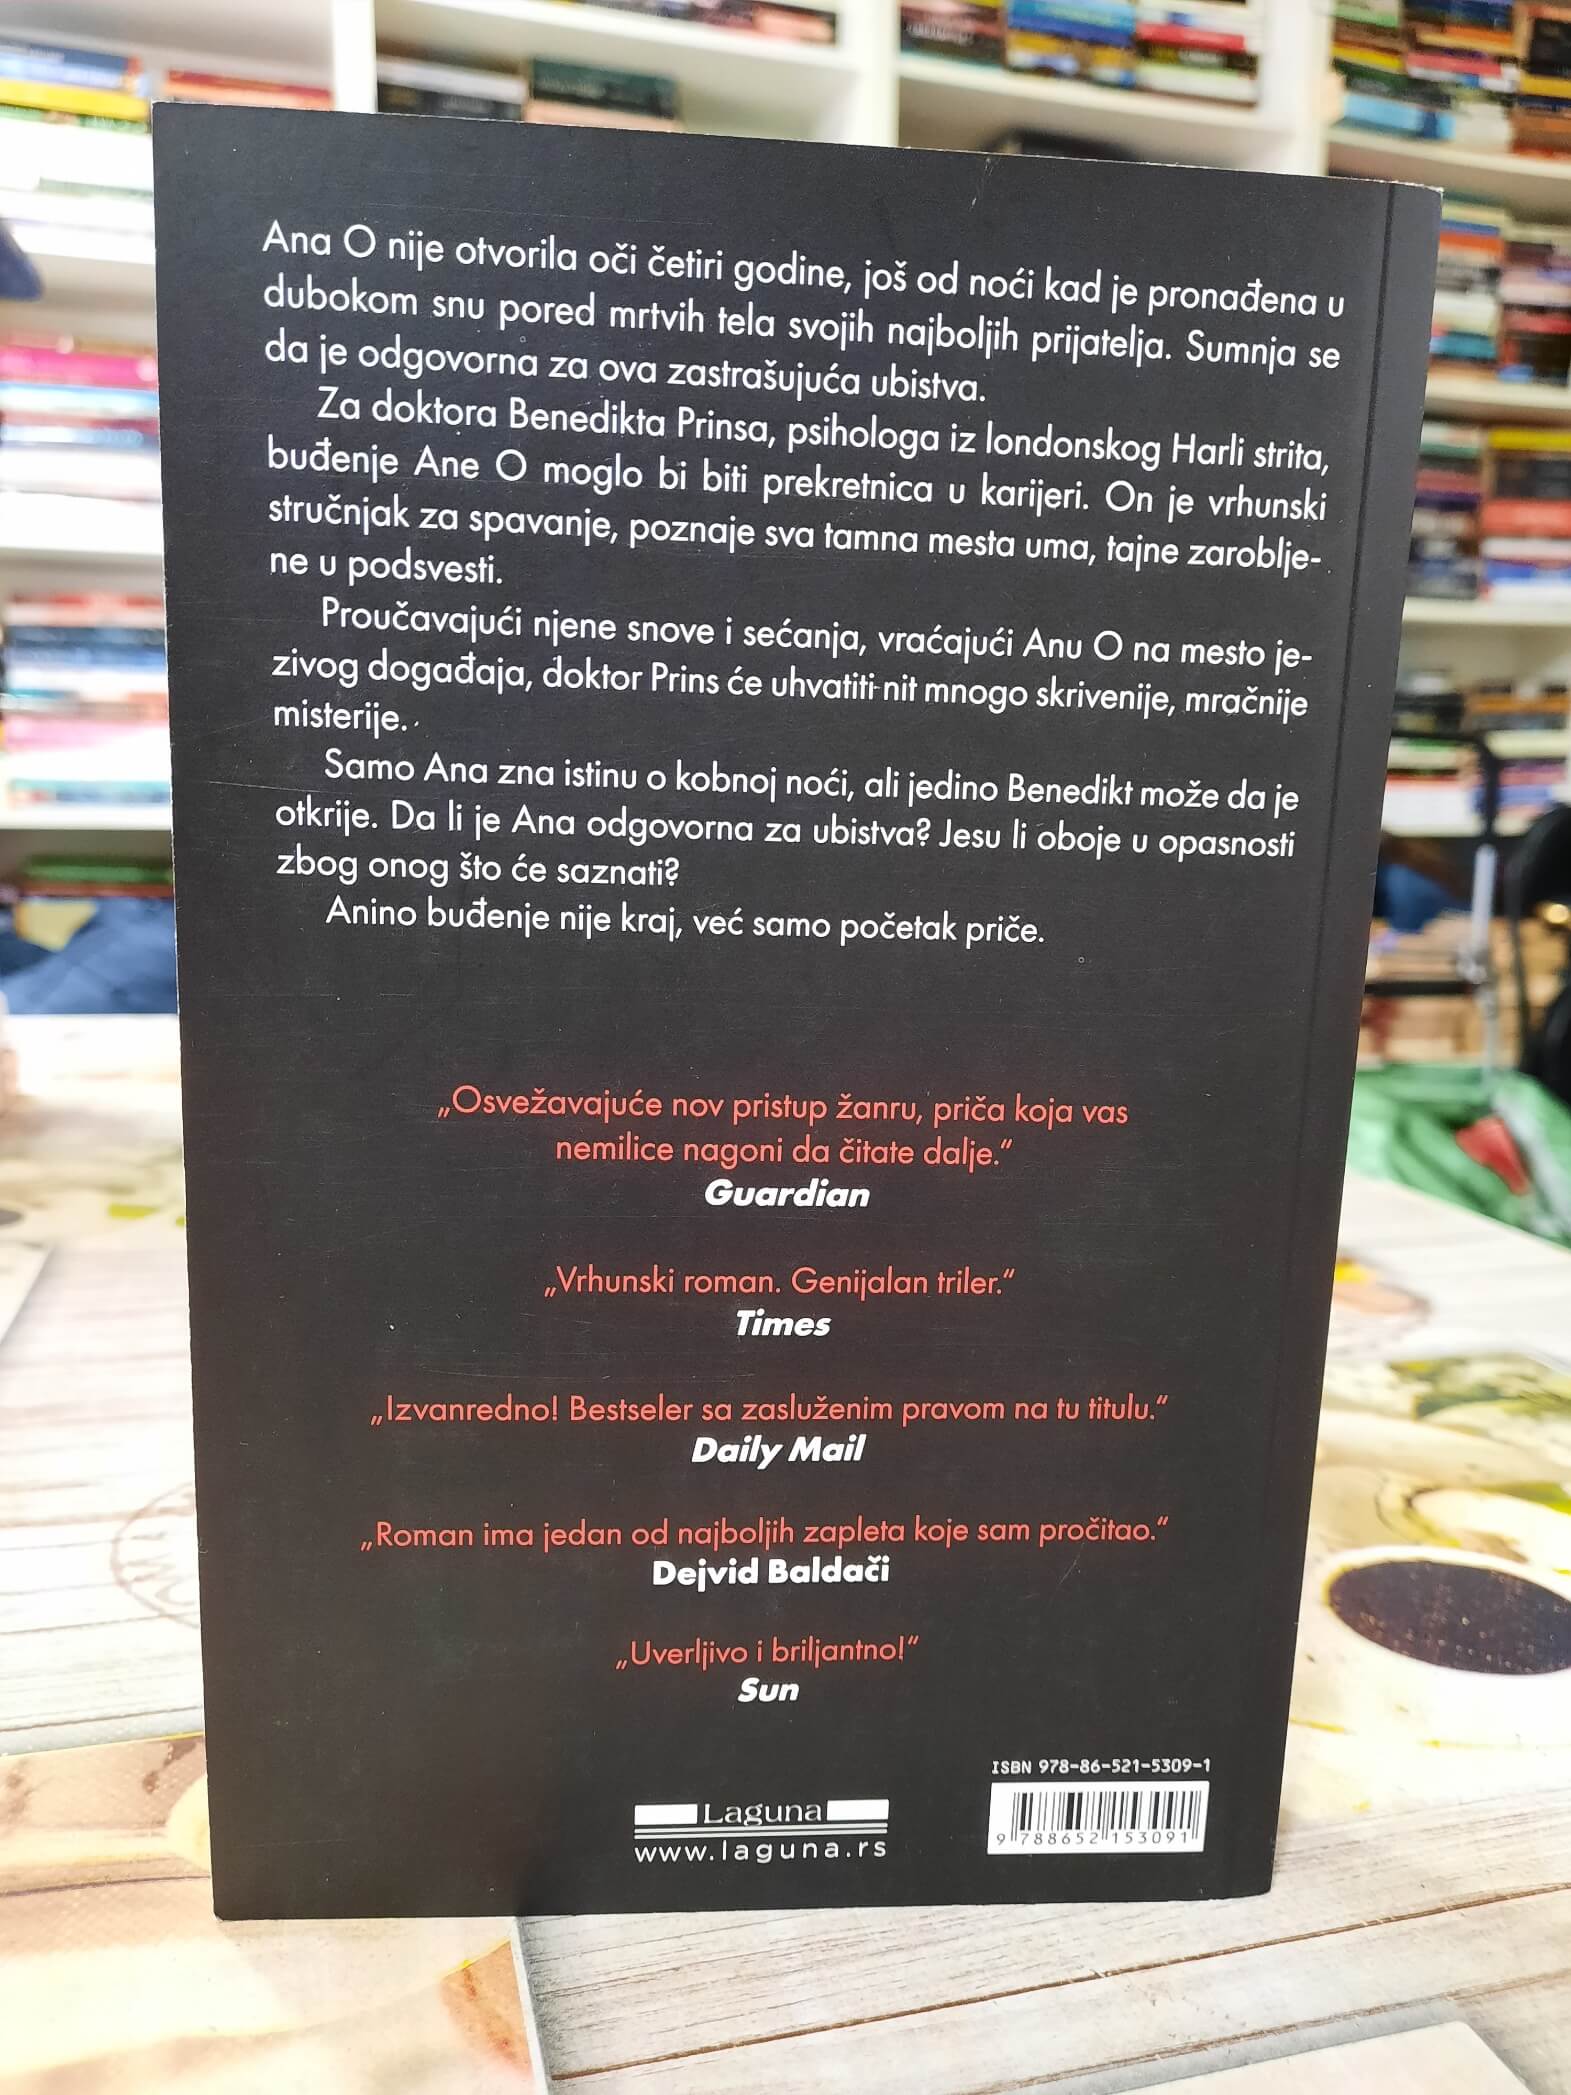 Ana O nije otvorila oči četiri godine, još od noći kad je pronađena u
dubokom snu pored mrtvih tela svojih najboljih prijatelja. Sumnja se
da je odgovorna za ova zastrašujuća ubistva.
Za doktora Benedikta Prinsa, psihologa iz londonskog Harli strita,
buđenje Ane O moglo bi biti prekretnica u karijeri. On je vrhunski
stručnjak za spavanje, poznaje sva tamna mesta uma, tajne zaroblje-
ne u podsvesti.
Proučavajući njene snove i sećanja, vraćajući Anu O na mesto je-
zivog događaja, doktor Prins će uhvatiti nit mnogo skrivenije, mračnije
misterije.
Samo Ana zna istinu o kobnoj noći, ali jedino Benedikt može da je
otkrije. Da li je Ana odgovorna za ubistva? Jesu li oboje u opasnosti
zbog onog što će saznati?
Anino buđenje nije kraj, već samo početak priče.
„Osvežavajuće nov pristup žanru, priča koja vas
nemilice nagoni da čitate dalje.“
Guardian
„Vrhunski roman. Genijalan triler.“
Times
„Izvanredno! Bestseler sa zasluženim pravom na tu titulu.“
Daily Mail
„Roman ima jedan od najboljih zapleta koje sam pročitao.“
Dejvid Baldači
„Uverljivo i briljantno!“
Sun
ISBN 978-86-521-5309-1
9 788652 153091
Laguna
www.laguna.rs